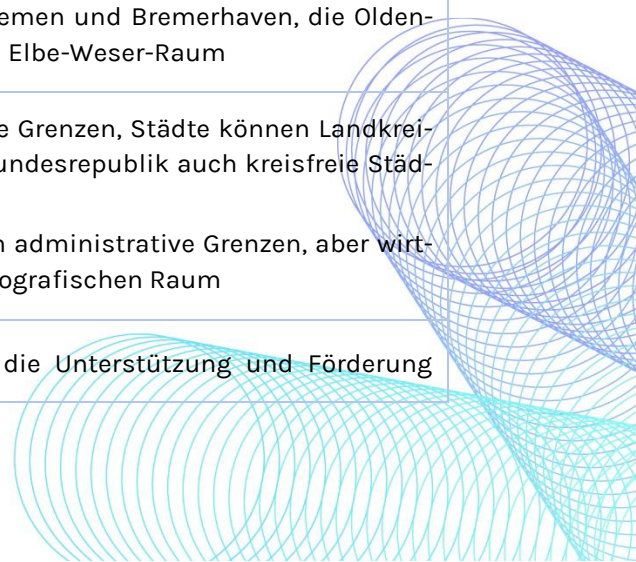 emen und Bremerhaven, die Olden-
Elbe-Weser-Raum
e Grenzen, Städte können Landkrei-
undesrepublik auch kreisfreie Städ-
n administrative Grenzen, aber wirt-
ografischen Raum
die Unterstützung und Förderung